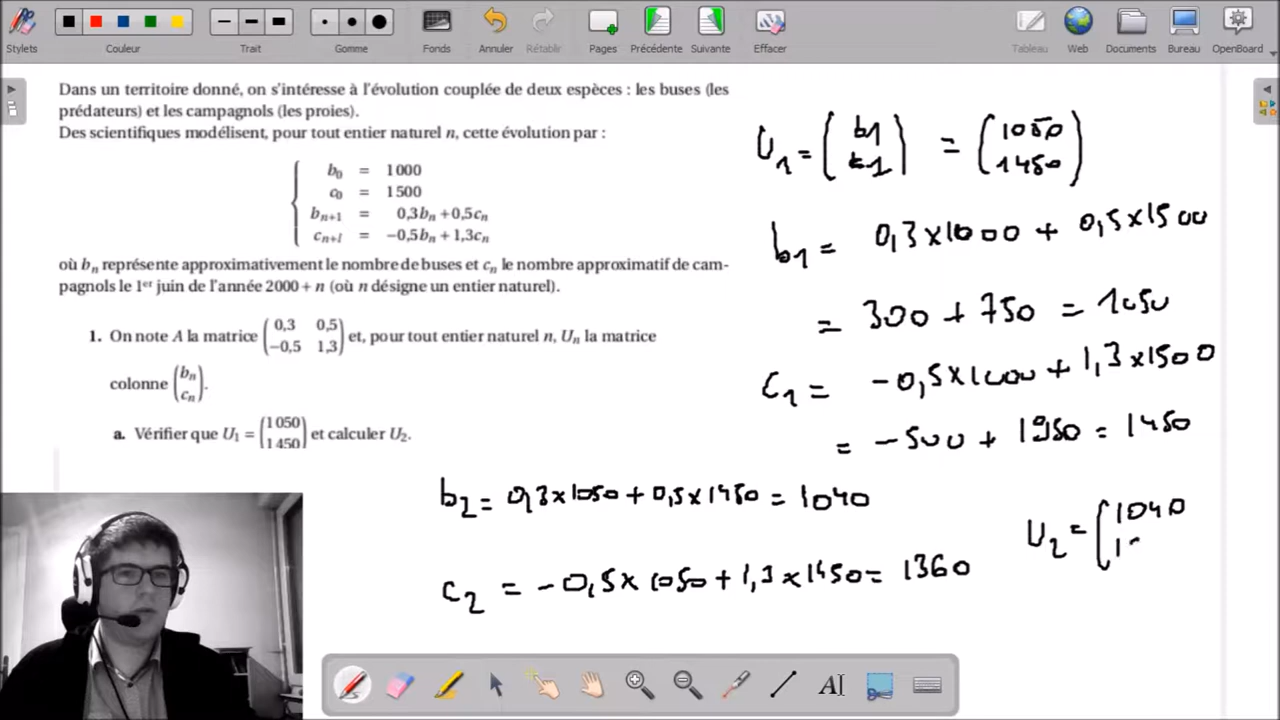 Stylets Couleur Trait Gomme Fonds Annuler Rétablir Pages Précédente Suivante Effacer Tableau Web Documents Bureau OpenBoard
Dans un territoire donné, on s'intéresse à l'évolution couplée de deux espèces : les buses (les
prédateurs) et les campagnols (les proies).
Des scientifiques modélisent, pour tout entier naturel n, cette évolution par :
b0 = 1000
c0 = 1500
bn+1 = 0,3bn+0,5cn
cn+1 = −0,5bn+1,3cn
où bn représente approximativement le nombre de buses et cn le nombre approximatif de cam-
pagnols le 1er juin de l'année 2000 + n (où n désigne un entier naturel).
1. On note A la matrice (0,3 0,5
−0,5 1,3) et, pour tout entier naturel n, Un la matrice
colonne (bn
cn).
a. Vérifier que U1 = (1 050
1 450) et calculer U2.
U1 = (b1
c1) = (1050
1450)
b1 = 0,3×1000 + 0,5×1500
= 300 + 750 = 1050
c1 = -0,5×1000 + 1,3×1500
= -500 + 1950 = 1450
b2 = 0,3×1050 + 0,5×1450 = 1040
c2 = -0,5×1050 + 1,3×1450 = 1360
U2 = (1040
1
AI